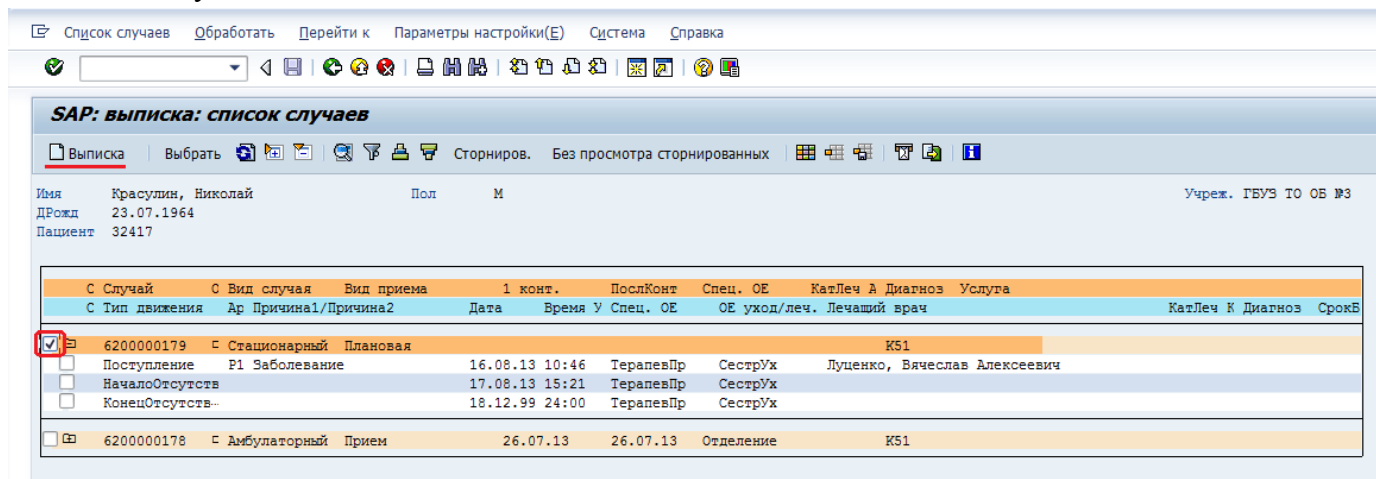 Список случаев Обработать Перейти к Параметры настройки(Е) Система Справка
SAP: выписка: список случаев
Выписка Выбрать Сторниров. Без просмотра сторнированных
Имя Красулин, Николай Пол М Учреж. ГБУЗ ТО ОБ №3
ДРожд 23.07.1964
Пациент 32417
С Случай С Вид случая Вид приема 1 конт. ПослКонт Спец. ОЕ КатЛеч А Диагноз Услуга
С Тип движения Ар Причина1/Причина2 Дата Время У Спец. ОЕ ОЕ уход/леч. Лечащий врач КатЛеч К Диагноз СрокБ
6200000179 Стационарный Плановая К51
Поступление Р1 Заболевание 16.08.13 10:46 ТерапевПр СестрУх Луценко, Вячеслав Алексеевич
НачалоОтсутств 17.08.13 15:21 ТерапевПр СестрУх
КонецОтсутств… 18.12.99 24:00 ТерапевПр СестрУх
6200000178 Амбулаторный Прием 26.07.13 26.07.13 Отделение К51